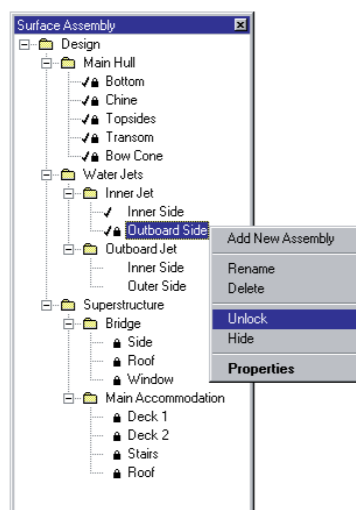 Surface Assembly
Design
Main Hull
Bottom
Chine
Topsides
Transom
Bow Cone
Water Jets
Inner Jet
Inner Side
Outboard Side
Outboard Jet
Inner Side
Outer Side
Superstructure
Bridge
Side
Roof
Window
Main Accommodation
Deck 1
Deck 2
Stairs
Roof
Add New Assembly
Rename
Delete
Unlock
Hide
Properties